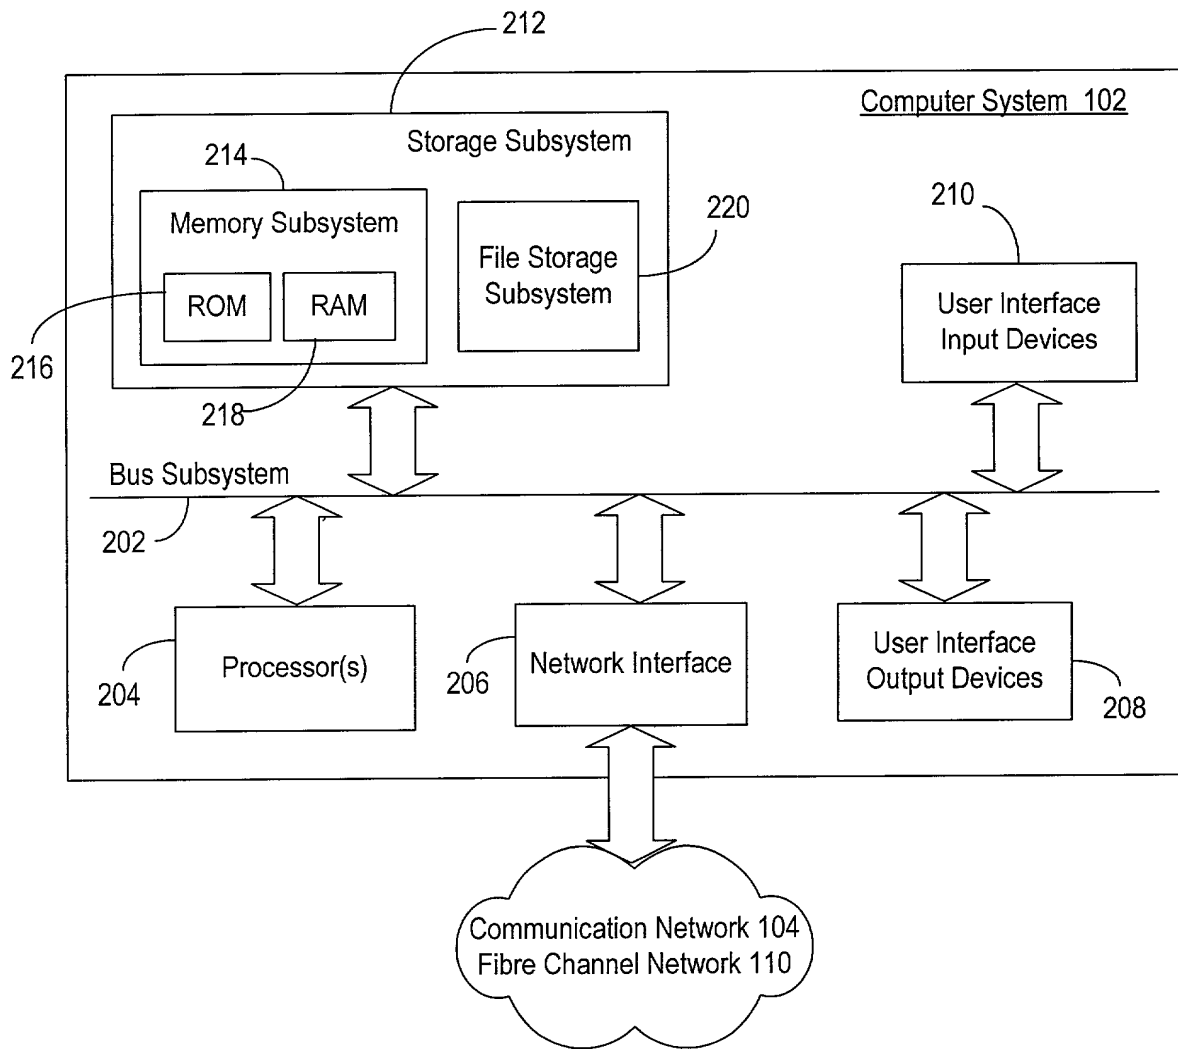 212
Computer System 102
Storage Subsystem
214
Memory Subsystem
ROM
RAM
216
218
File Storage
Subsystem
220
210
User Interface
Input Devices
Bus Subsystem
202
Processor(s)
204
Network Interface
206
User Interface
Output Devices
208
Communication Network 104
Fibre Channel Network 110